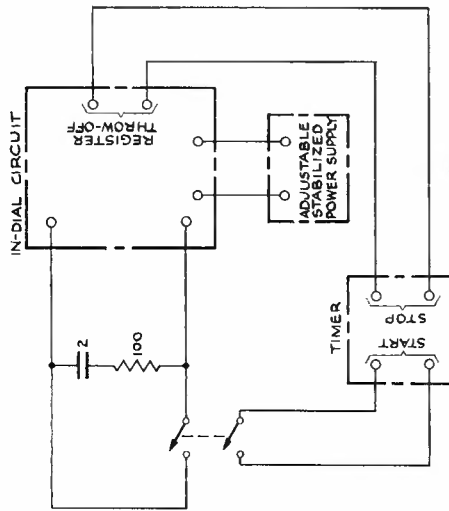 IN-DIAL CIRCUIT
REGISTER
THROW-OFF
ADJUSTABLE
STABILIZED
POWER SUPPLY
2
100
TIMER
START
STOP